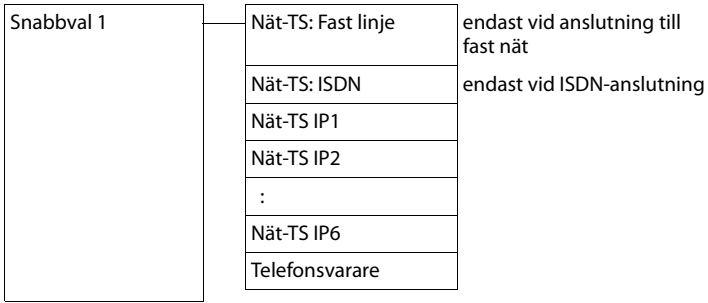 Snabbval 1
Nät-TS: Fast linje
endast vid anslutning till
fast nät
Nät-TS: ISDN
endast vid ISDN-anslutning
Nät-TS IP1
Nät-TS IP2
:
Nät-TS IP6
Telefonsvarare